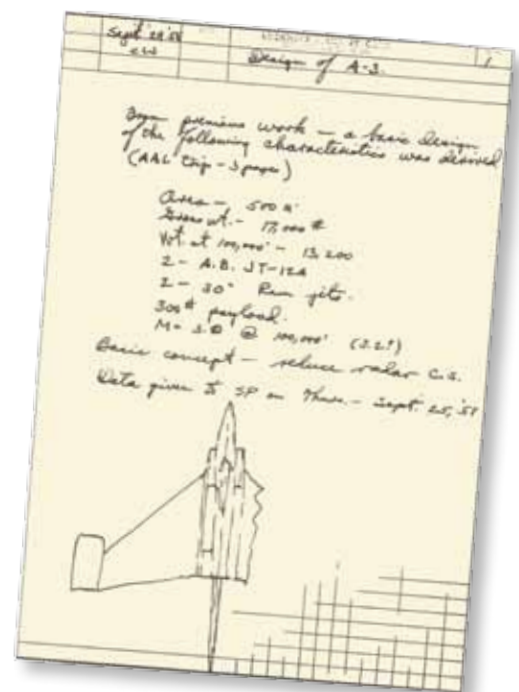 Sept 28 '58
Design of A-3.
1
From previous work — a basic design
of the following characteristics was desired
(AAL trip - 3 pages)
Area — 500 ft²
Gross wt. — 17,000 #
Wt. at 100,000' — 13,200
2 - A.B. JT-12A
2 - 30" Ram jets.
300 # payload.
M = 3.0 @ 100,000' (3.2!)
Basic concept — reduce radar C.S.
Data given to SP on Thurs. — Sept. 25, '58